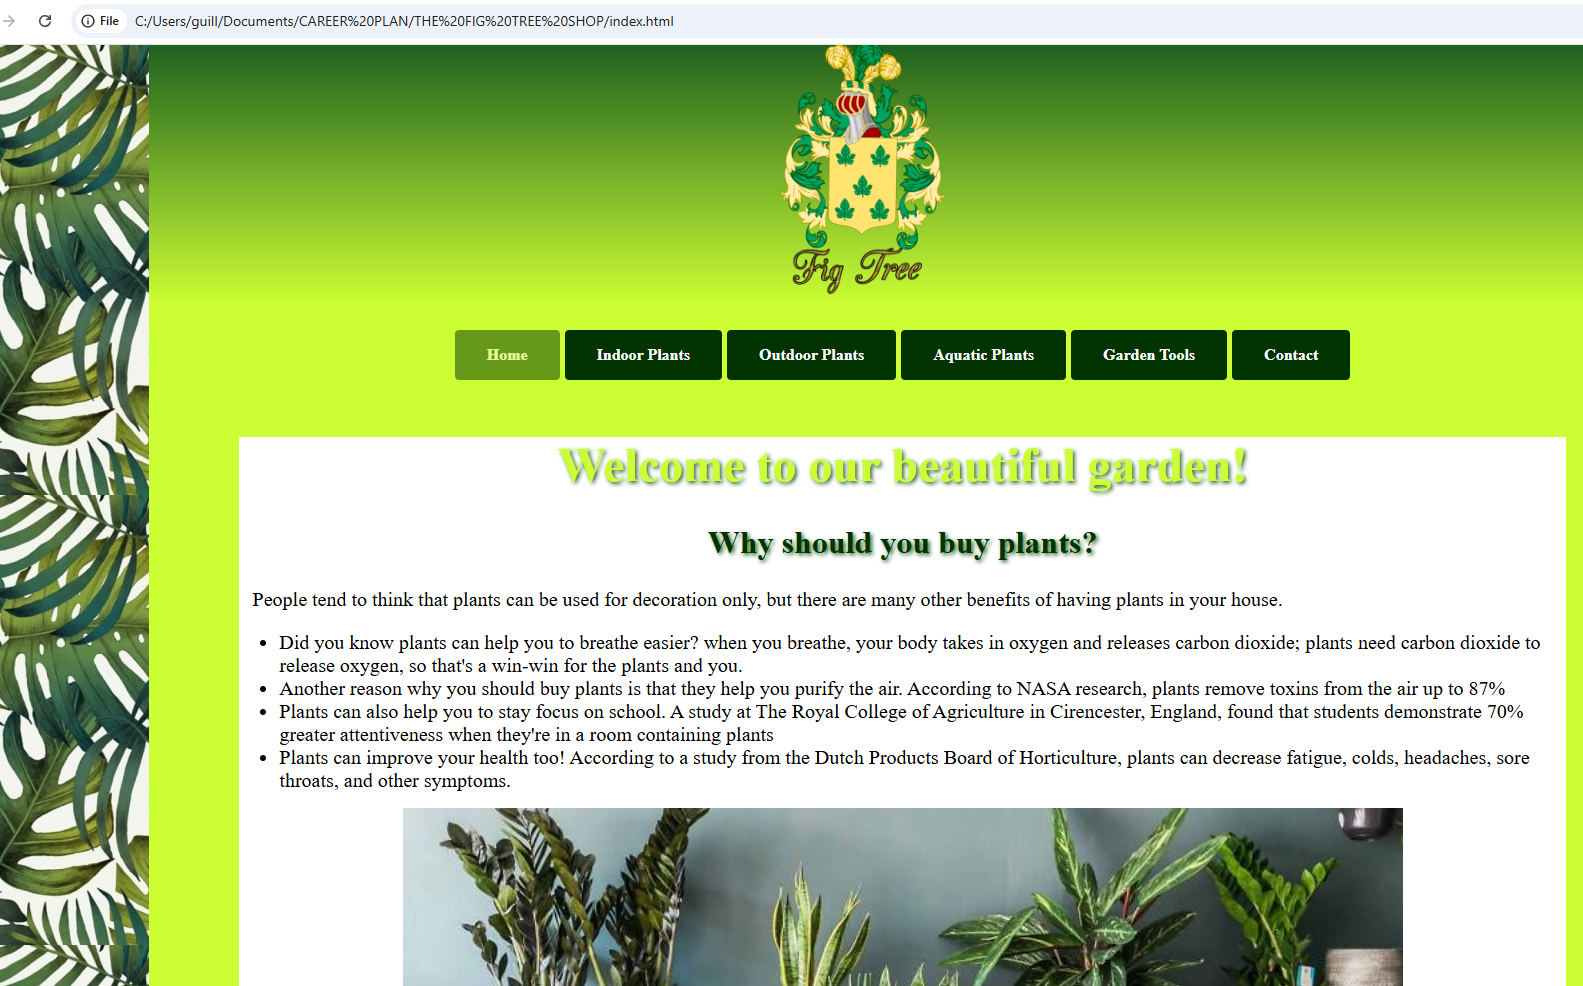 File C:/Users/guill/Documents/CAREER%20PLAN/THE%20FIG%20TREE%20SHOP/index.html
Fig Tree
Home Indoor Plants Outdoor Plants Aquatic Plants Garden Tools Contact
Welcome to our beautiful garden!
Why should you buy plants?
People tend to think that plants can be used for decoration only, but there are many other benefits of having plants in your house.
• Did you know plants can help you to breathe easier? when you breathe, your body takes in oxygen and releases carbon dioxide; plants need carbon dioxide to
release oxygen, so that's a win-win for the plants and you.
• Another reason why you should buy plants is that they help you purify the air. According to NASA research, plants remove toxins from the air up to 87%
• Plants can also help you to stay focus on school. A study at The Royal College of Agriculture in Cirencester, England, found that students demonstrate 70%
greater attentiveness when they're in a room containing plants
• Plants can improve your health too! According to a study from the Dutch Products Board of Horticulture, plants can decrease fatigue, colds, headaches, sore
throats, and other symptoms.